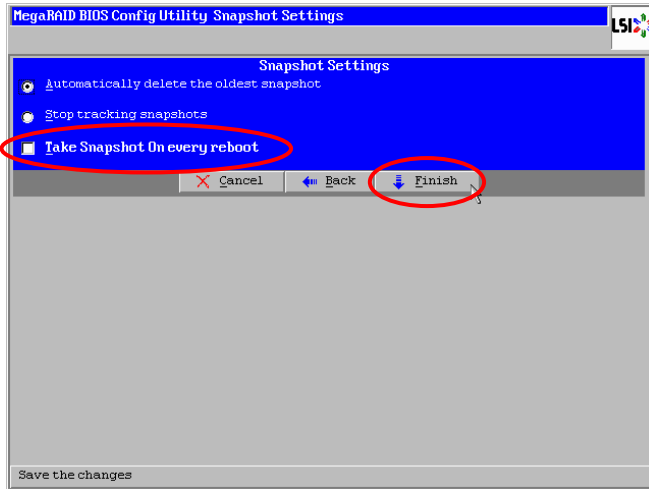 MegaRAID BIOS Config Utility Snapshot Settings
LSI
Snapshot Settings
Automatically delete the oldest snapshot
Stop tracking snapshots
Take Snapshot On every reboot
Cancel Back Finish
Save the changes